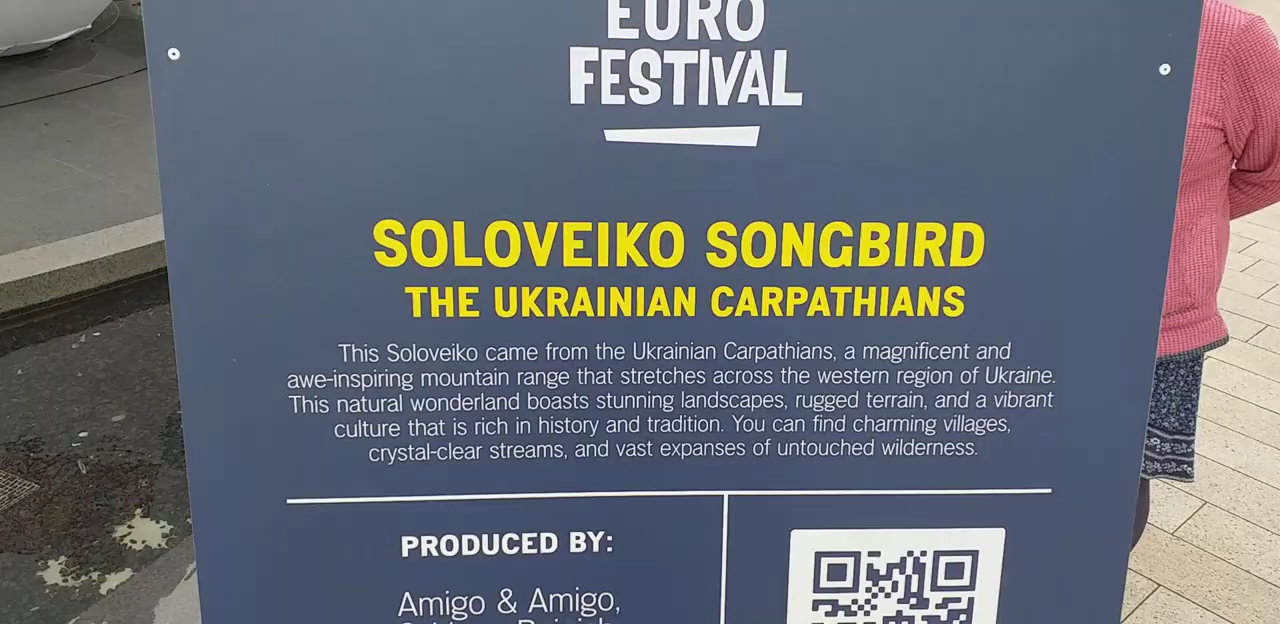 EURO
FESTIVAL
SOLOVEIKO SONGBIRD
THE UKRAINIAN CARPATHIANS
This Soloveiko came from the Ukrainian Carpathians, a magnificent and
awe-inspiring mountain range that stretches across the western region of Ukraine.
This natural wonderland boasts stunning landscapes, rugged terrain, and a vibrant
culture that is rich in history and tradition. You can find charming villages,
crystal-clear streams, and vast expanses of untouched wilderness.
PRODUCED BY:
Amigo & Amigo,